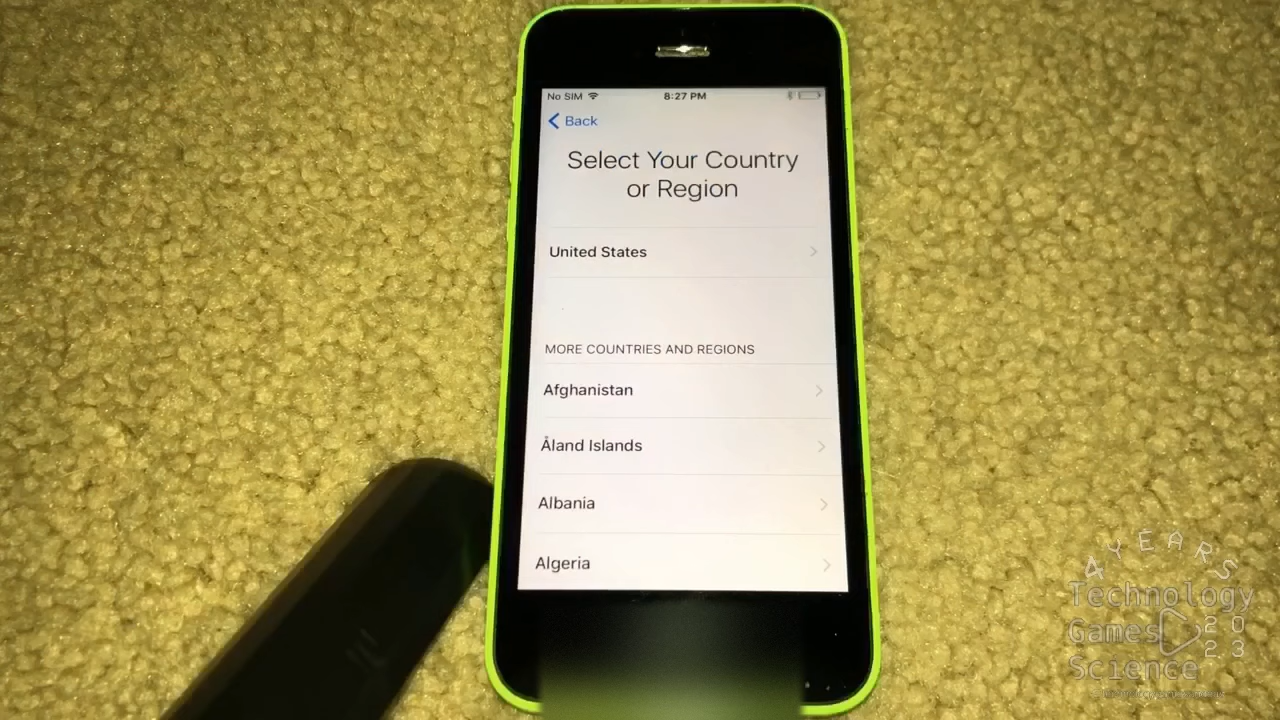 No SIM 8:27 PM
Back
Select Your Country
or Region
United States
MORE COUNTRIES AND REGIONS
Afghanistan
Åland Islands
Albania
Algeria
4 YEARS
Technology
Games 20
Science 23